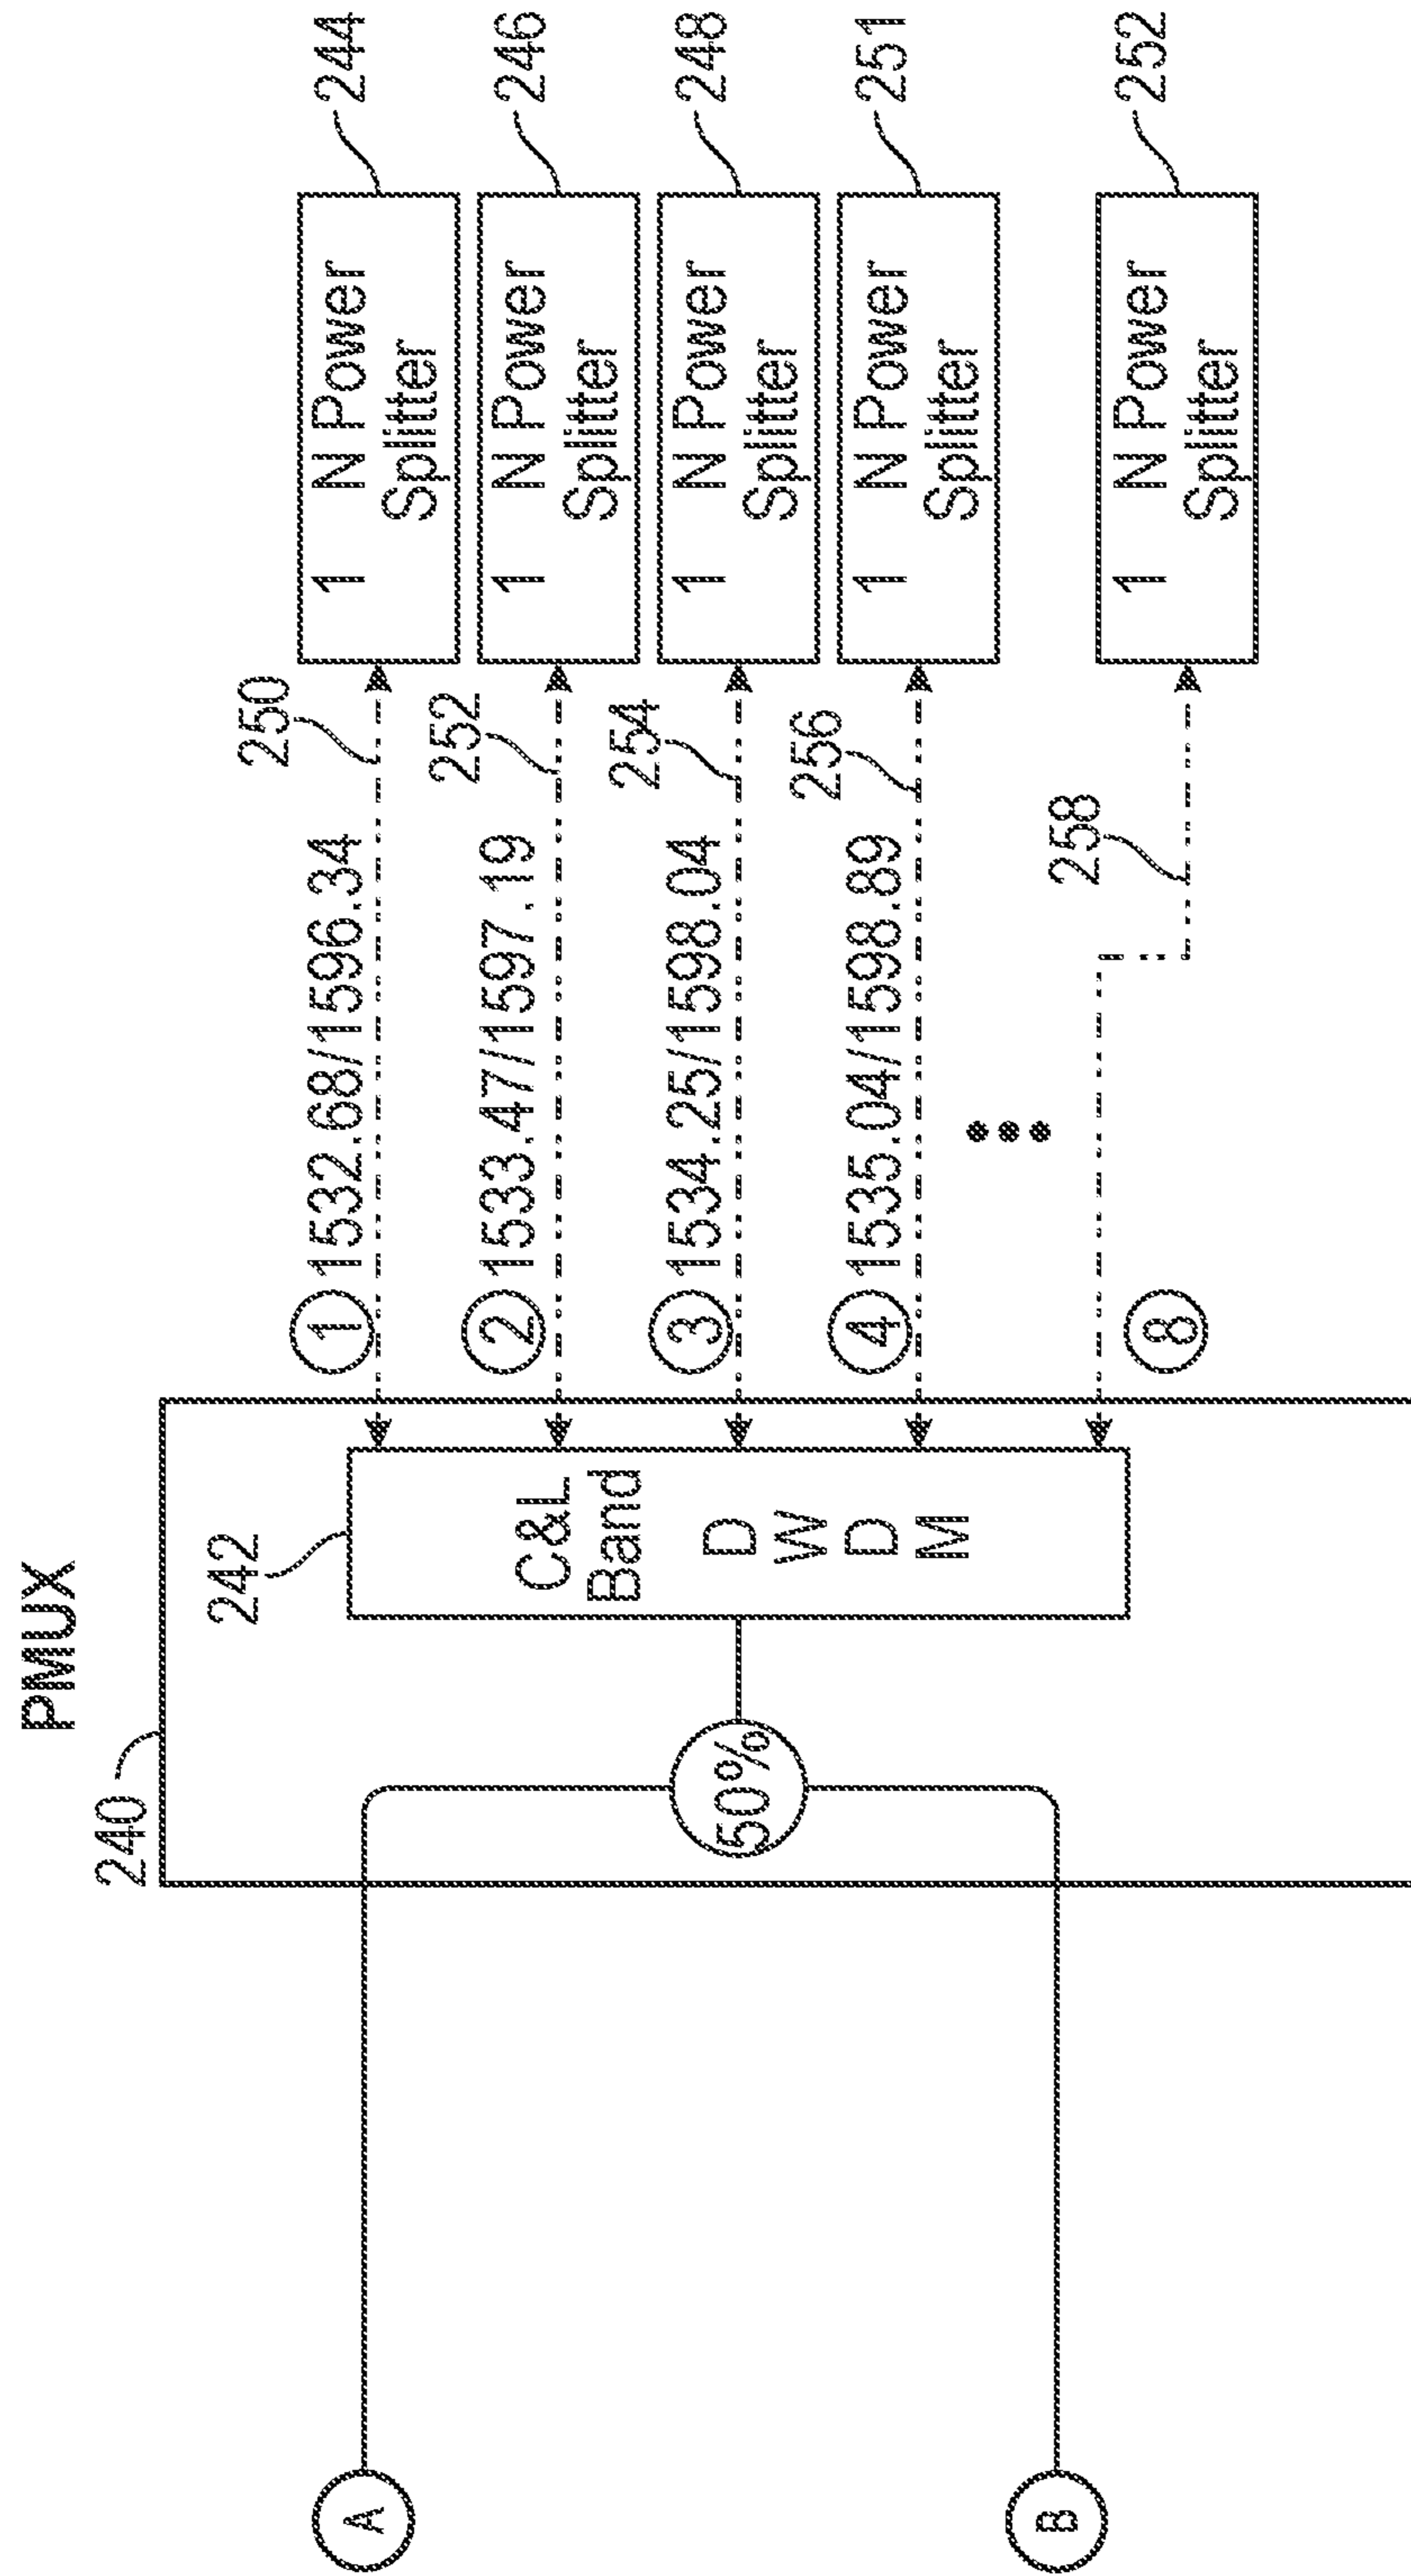 PMUX
240
242
C&L
Band
D
W
D
M
50%
A
B
1 1532.68/1596.34
250
1 N Power
Splitter
244
2 1533.47/1597.19
252
1 N Power
Splitter
246
3 1534.25/1598.04
254
1 N Power
Splitter
248
4 1535.04/1598.89
256
1 N Power
Splitter
251
8
258
1 N Power
Splitter
252